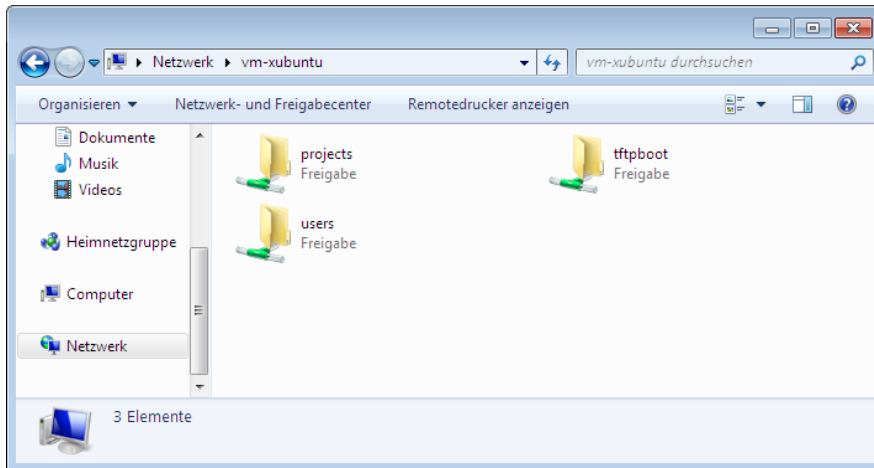 Netzwerk vm-xubuntu
vm-xubuntu durchsuchen
Organisieren Netzwerk- und Freigabecenter Remotedrucker anzeigen
Dokumente
Musik
Videos
Heimnetzgruppe
Computer
Netzwerk
projects
Freigabe
tftpboot
Freigabe
users
Freigabe
3 Elemente